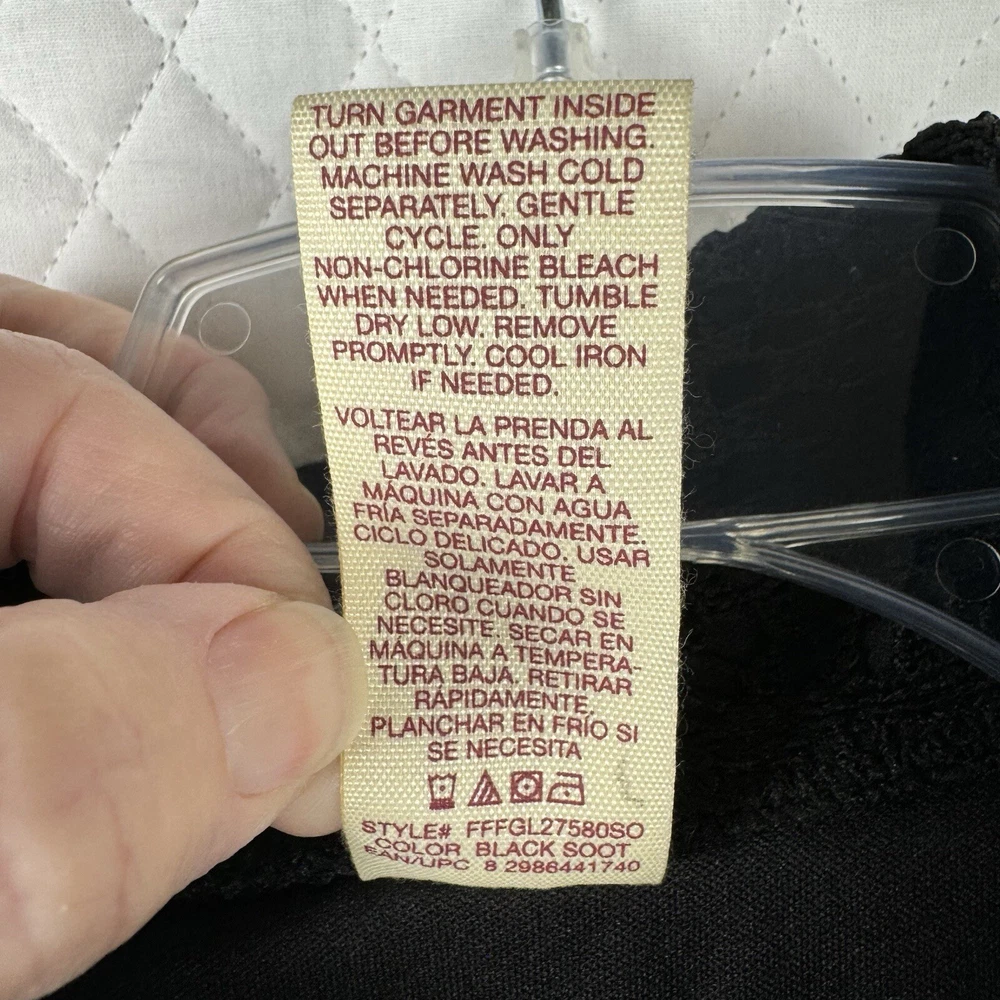 TURN GARMENT INSIDE
OUT BEFORE WASHING.
MACHINE WASH COLD
SEPARATELY. GENTLE
CYCLE. ONLY
NON-CHLORINE BLEACH
WHEN NEEDED. TUMBLE
DRY LOW. REMOVE
PROMPTLY. COOL IRON
IF NEEDED.
VOLTEAR LA PRENDA AL
REVÉS ANTES DEL
LAVADO. LAVAR A
MÁQUINA CON AGUA
FRÍA SEPARADAMENTE.
CICLO DELICADO. USAR
SOLAMENTE
BLANQUEADOR SIN
CLORO CUANDO SE
NECESITE. SECAR EN
MÁQUINA A TEMPERA-
TURA BAJA. RETIRAR
RÁPIDAMENTE.
PLANCHAR EN FRÍO SI
SE NECESITA
STYLE# FFFGL27580SO
COLOR BLACK SOOT
EAN/UPC 8 2986441740